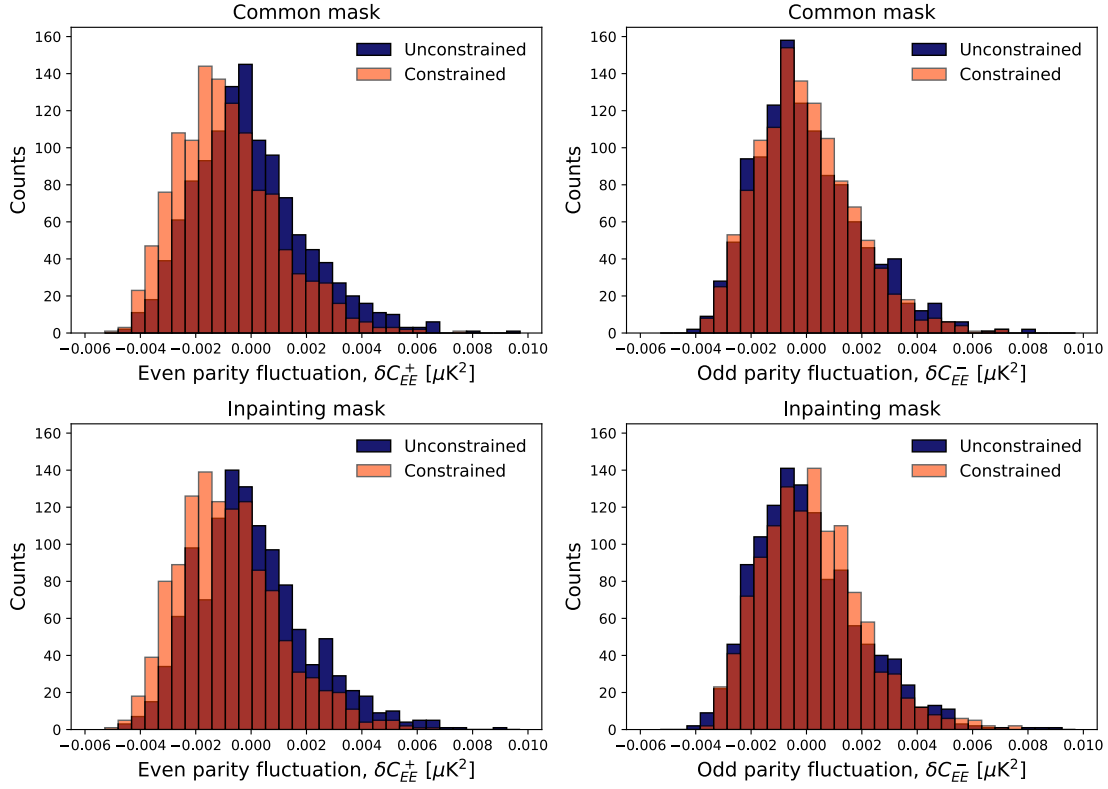 Common mask
160
140
120
100
80
60
40
20
0
Counts
Unconstrained
Constrained
−0.006 −0.004 −0.002 0.000 0.002 0.004 0.006 0.008 0.010
Even parity fluctuation, δC⁺_EE [μK²]
Common mask
160
140
120
100
80
60
40
20
0
Counts
Unconstrained
Constrained
−0.006 −0.004 −0.002 0.000 0.002 0.004 0.006 0.008 0.010
Odd parity fluctuation, δC⁻_EE [μK²]
Inpainting mask
160
140
120
100
80
60
40
20
0
Counts
Unconstrained
Constrained
−0.006 −0.004 −0.002 0.000 0.002 0.004 0.006 0.008 0.010
Even parity fluctuation, δC⁺_EE [μK²]
Inpainting mask
160
140
120
100
80
60
40
20
0
Counts
Unconstrained
Constrained
−0.006 −0.004 −0.002 0.000 0.002 0.004 0.006 0.008 0.010
Odd parity fluctuation, δC⁻_EE [μK²]